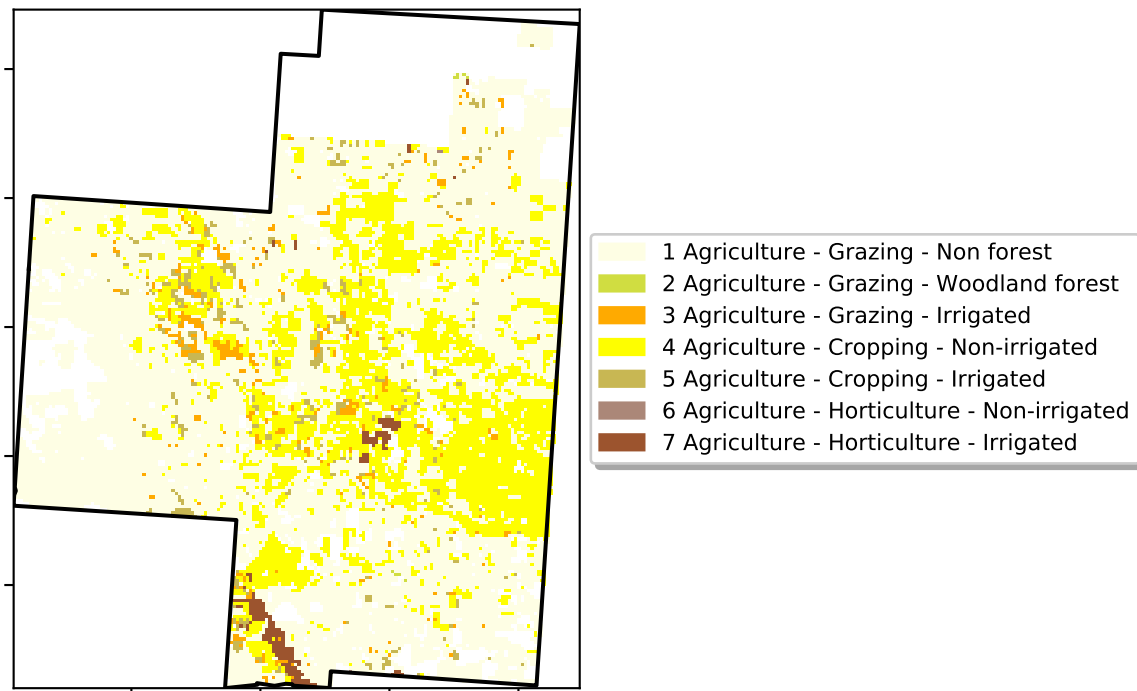 1 Agriculture - Grazing - Non forest
2 Agriculture - Grazing - Woodland forest
3 Agriculture - Grazing - Irrigated
4 Agriculture - Cropping - Non-irrigated
5 Agriculture - Cropping - Irrigated
6 Agriculture - Horticulture - Non-irrigated
7 Agriculture - Horticulture - Irrigated